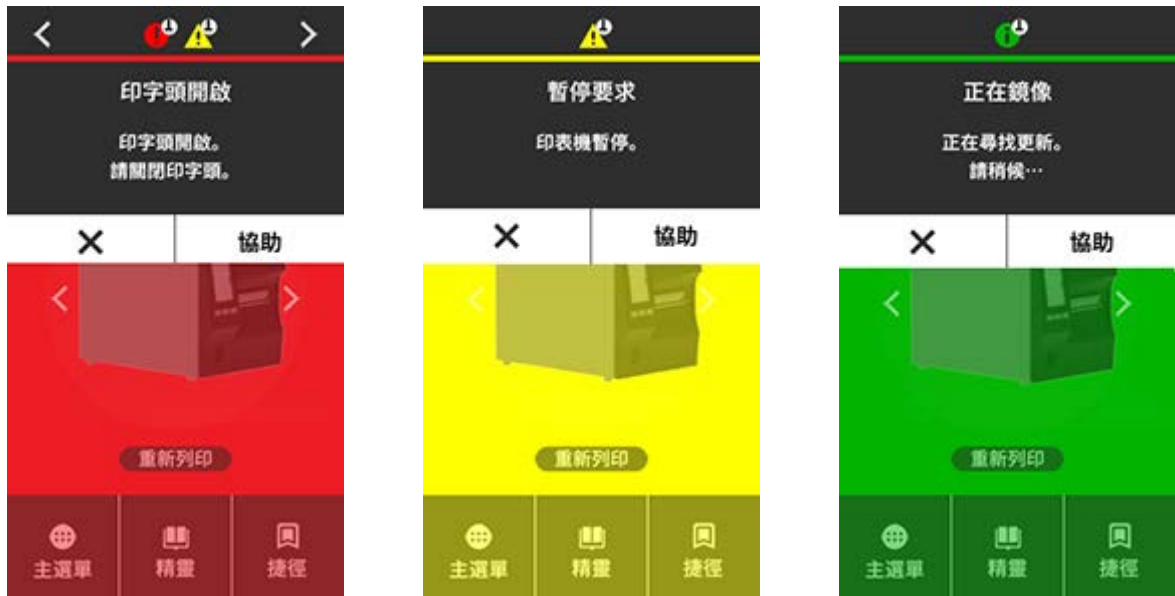 印字頭開啟
印字頭開啟。
請關閉印字頭。
協助
重新列印
主選單
精靈
捷徑
暫停要求
印表機暫停。
協助
重新列印
主選單
精靈
捷徑
正在鏡像
正在尋找更新。
請稍候…
協助
重新列印
主選單
精靈
捷徑